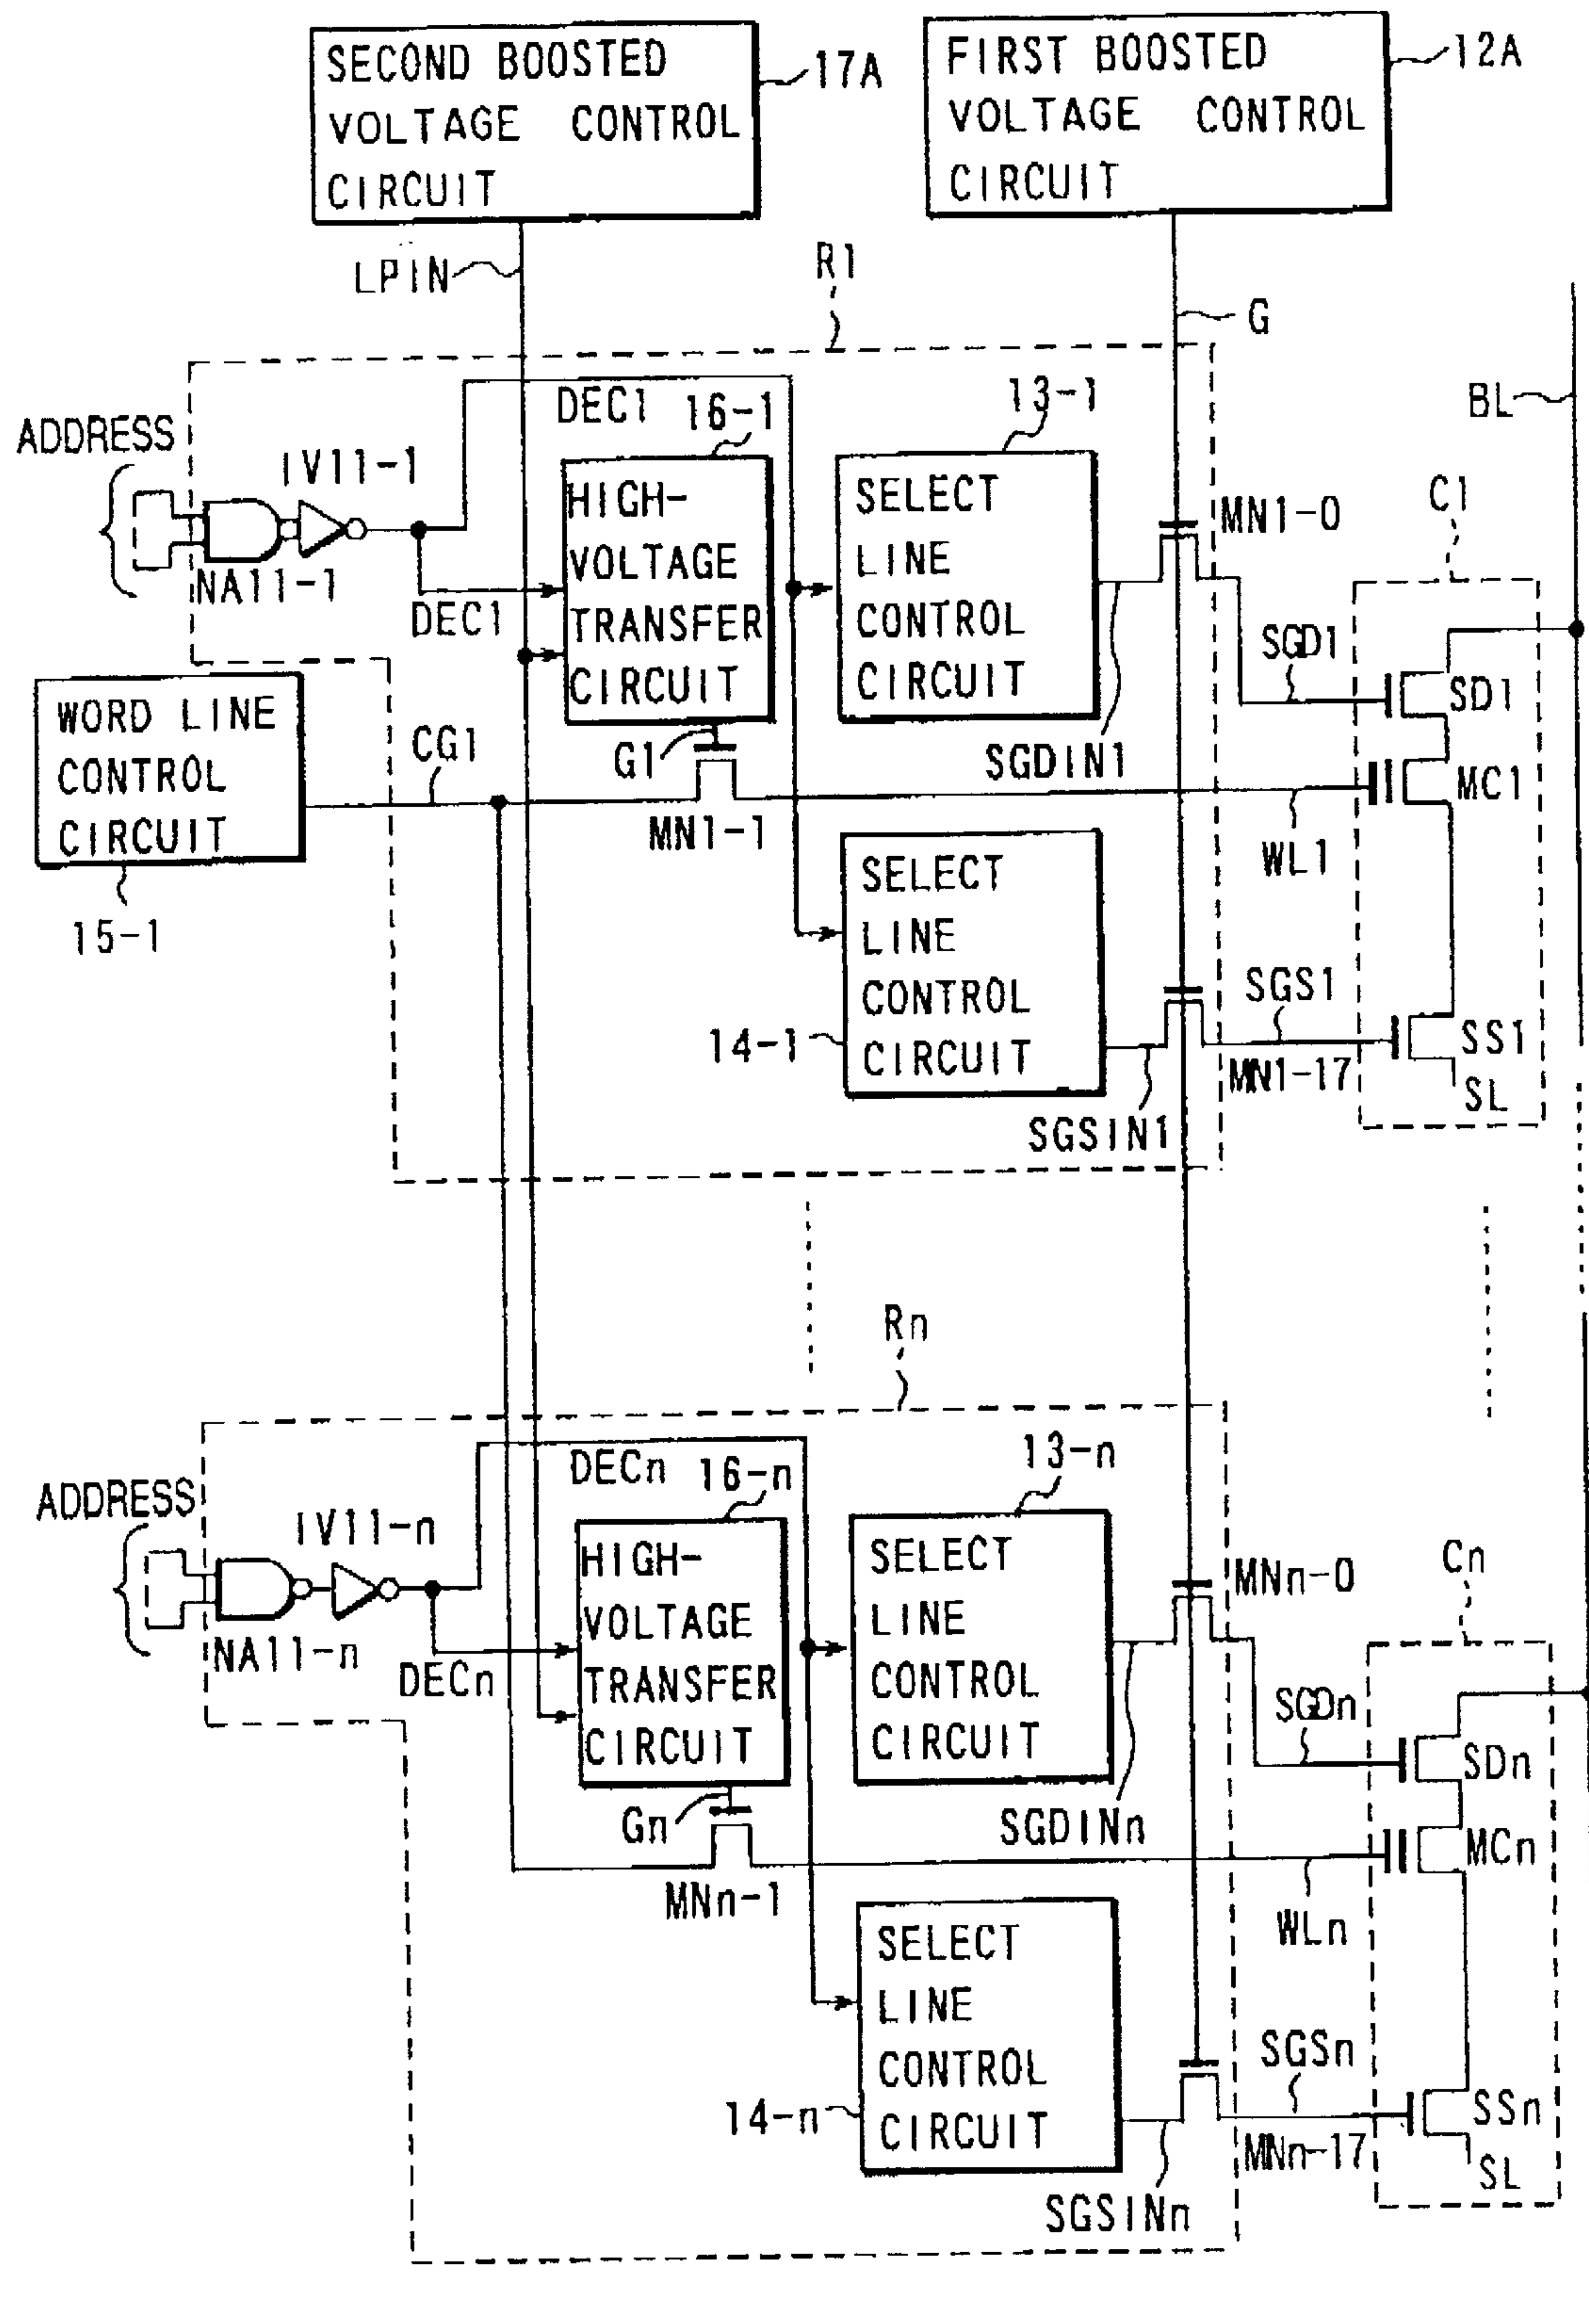 SECOND BOOSTED
VOLTAGE CONTROL
CIRCUIT
17A
FIRST BOOSTED
VOLTAGE CONTROL
CIRCUIT
12A
LPIN
R1
G
BL
ADDRESS
IV11-1
NA11-1
DEC1
DEC1
16-1
HIGH-
VOLTAGE
TRANSFER
CIRCUIT
13-1
SELECT
LINE
CONTROL
CIRCUIT
MN1-0
C1
SGD1
SD1
WORD LINE
CONTROL
CIRCUIT
15-1
CG1
G1
MN1-1
SGDIN1
MC1
WL1
SELECT
LINE
CONTROL
CIRCUIT
14-1
SGS1
SS1
MN1-17
SL
SGSIN1
Rn
ADDRESS
IV11-n
NA11-n
DECn
DECn
16-n
HIGH-
VOLTAGE
TRANSFER
CIRCUIT
13-n
SELECT
LINE
CONTROL
CIRCUIT
MNn-0
Cn
SGDn
SDn
Gn
MNn-1
SGDINn
MCn
WLn
SELECT
LINE
CONTROL
CIRCUIT
14-n
SGSn
SSn
MNn-17
SL
SGSINn